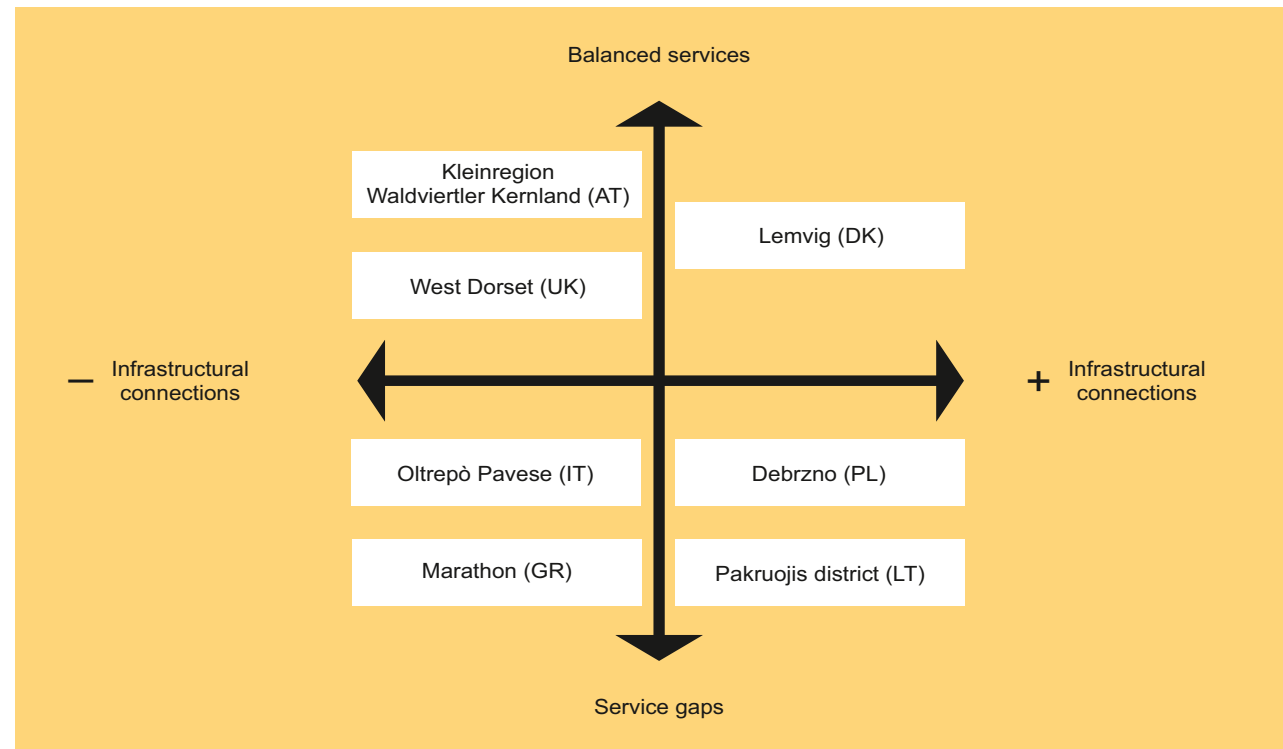 Balanced services
Kleinregion
Waldviertler Kernland (AT)
Lemvig (DK)
West Dorset (UK)
− Infrastructural
connections
+ Infrastructural
connections
Oltrepò Pavese (IT)
Debrzno (PL)
Marathon (GR)
Pakruojis district (LT)
Service gaps